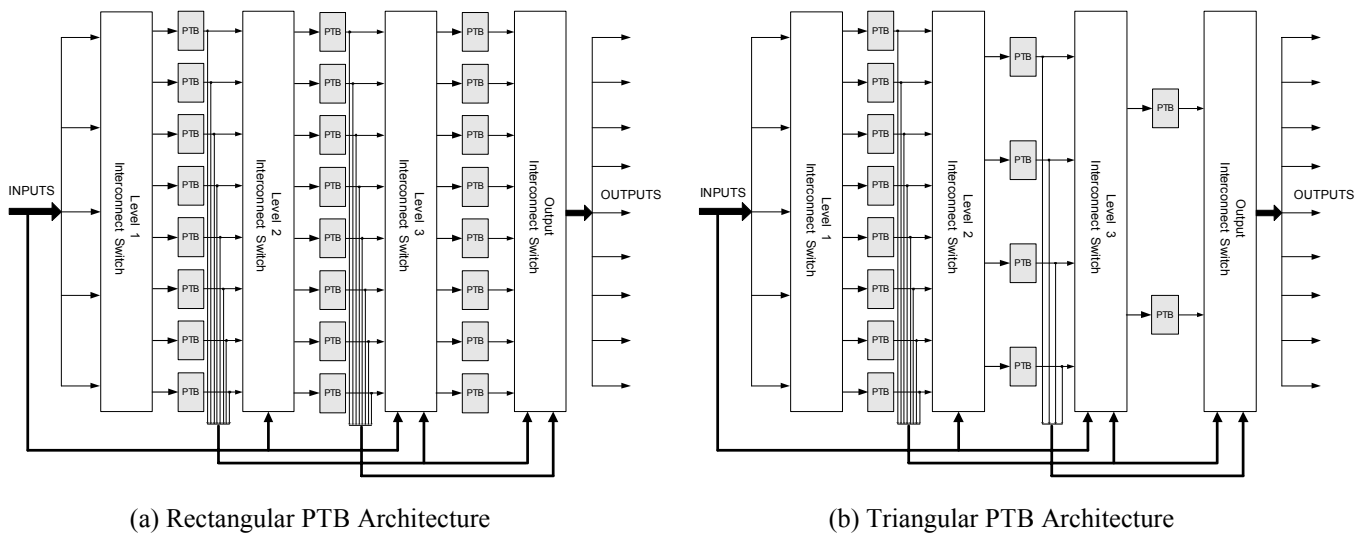 INPUTS
Level 1
Interconnect Switch
PTB
PTB
PTB
PTB
PTB
PTB
PTB
PTB
Level 2
Interconnect Switch
PTB
PTB
PTB
PTB
PTB
PTB
PTB
PTB
Level 3
Interconnect Switch
PTB
PTB
PTB
PTB
PTB
PTB
PTB
PTB
Output
Interconnect Switch
OUTPUTS
(a) Rectangular PTB Architecture
INPUTS
Level 1
Interconnect Switch
PTB
PTB
PTB
PTB
PTB
PTB
PTB
PTB
Level 2
Interconnect Switch
PTB
PTB
PTB
PTB
Level 3
Interconnect Switch
PTB
PTB
Output
Interconnect Switch
OUTPUTS
(b) Triangular PTB Architecture